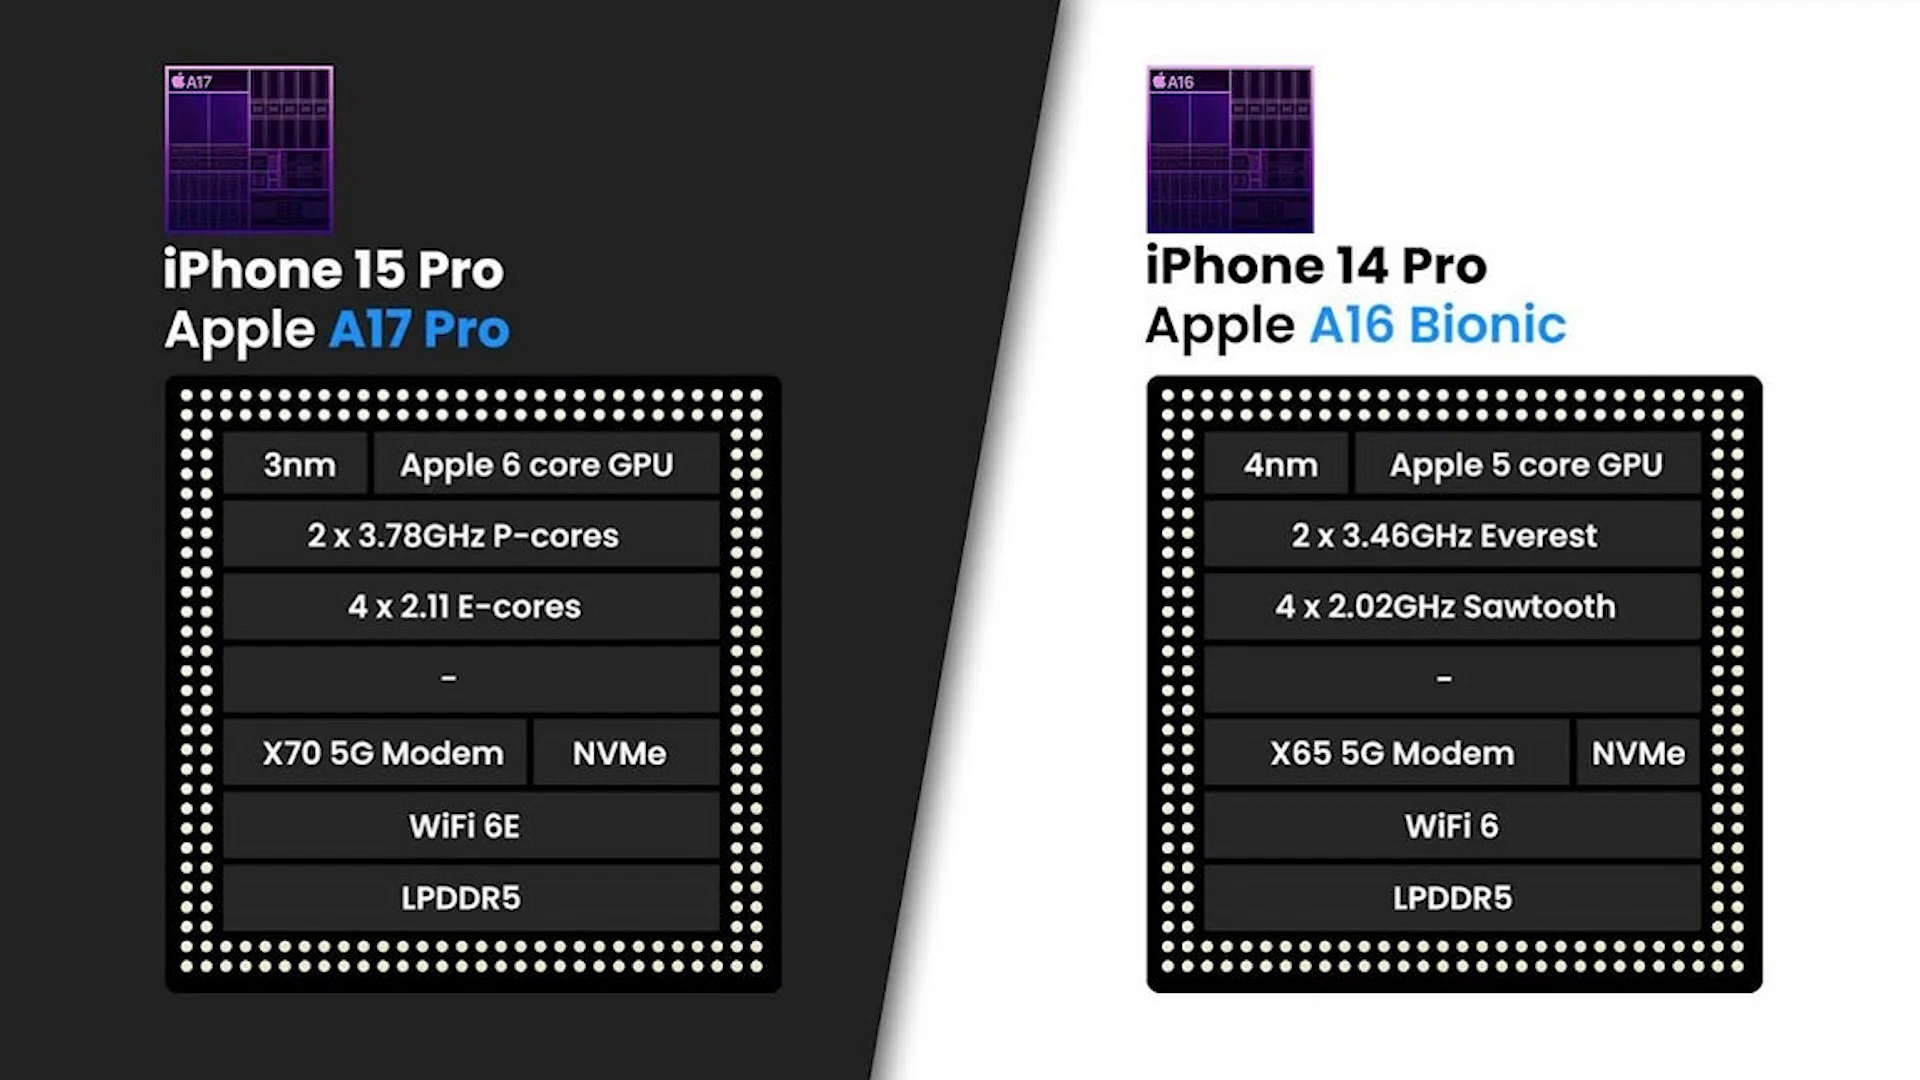 A17
iPhone 15 Pro
Apple A17 Pro
3nm
Apple 6 core GPU
2 x 3.78GHz P-cores
4 x 2.11 E-cores
-
X70 5G Modem
NVMe
WiFi 6E
LPDDR5
A16
iPhone 14 Pro
Apple A16 Bionic
4nm
Apple 5 core GPU
2 x 3.46GHz Everest
4 x 2.02GHz Sawtooth
-
X65 5G Modem
NVMe
WiFi 6
LPDDR5